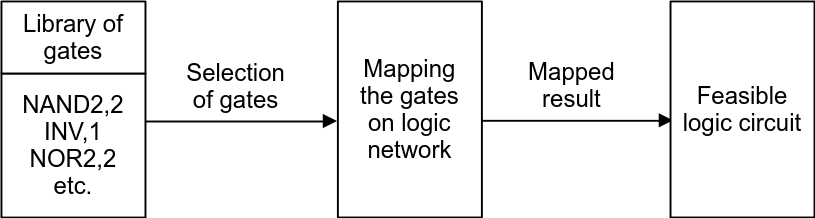 Library of
gates
NAND2,2
INV,1
NOR2,2
etc.
Selection
of gates
Mapping
the gates
on logic
network
Mapped
result
Feasible
logic circuit